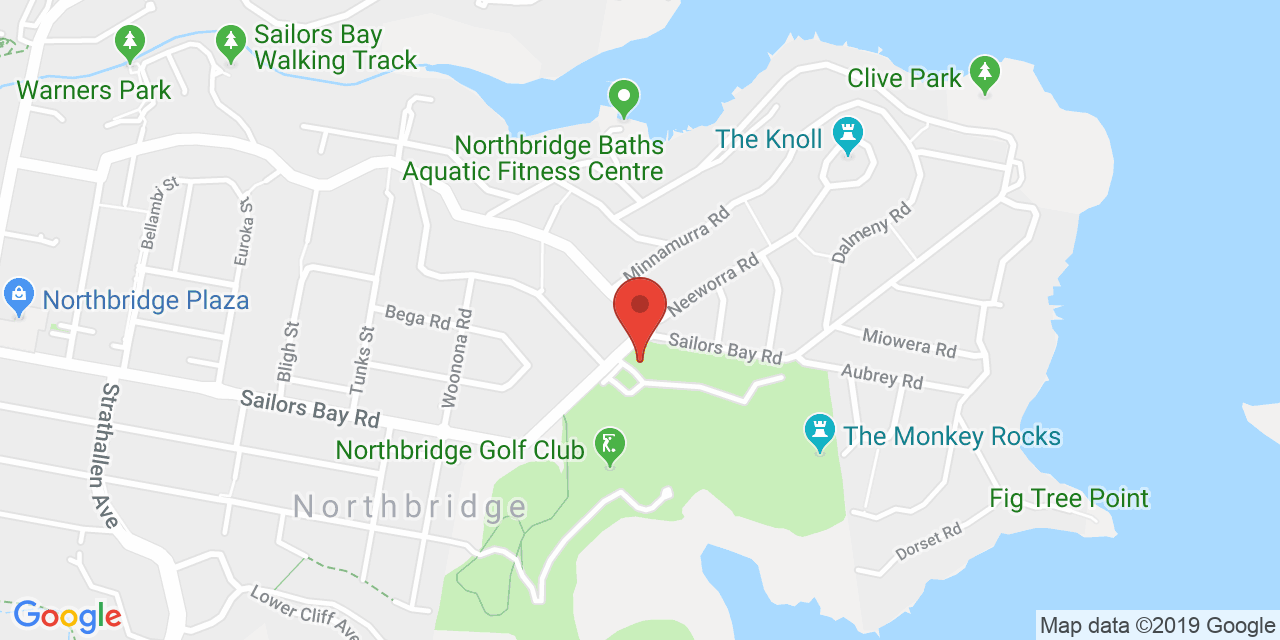 Sailors Bay
Walking Track
Warners Park
Clive Park
The Knoll
Northbridge Baths
Aquatic Fitness Centre
Bellambi St
Eureka St
Minnamurra Rd
Dalmeny Rd
Neeworra Rd
Northbridge Plaza
Bega Rd
Woonona Rd
Bligh St
Tunks St
Sailors Bay Rd
Miowera Rd
Aubrey Rd
Sailors Bay Rd
Strathallen Ave
Northbridge Golf Club
The Monkey Rocks
Northbridge
Fig Tree Point
Dorset Rd
Lower Cliff Ave
Google
Map data ©2019 Google